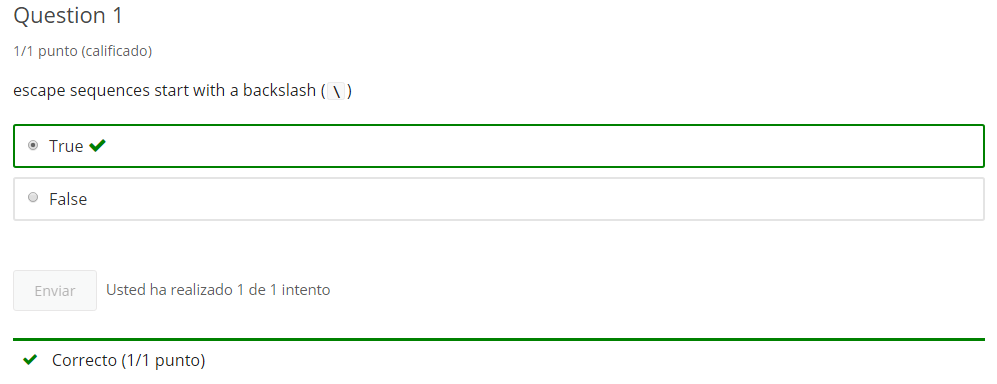 Question 1
1/1 punto (calificado)
escape sequences start with a backslash ( \ )
True
False
Enviar Usted ha realizado 1 de 1 intento
Correcto (1/1 punto)